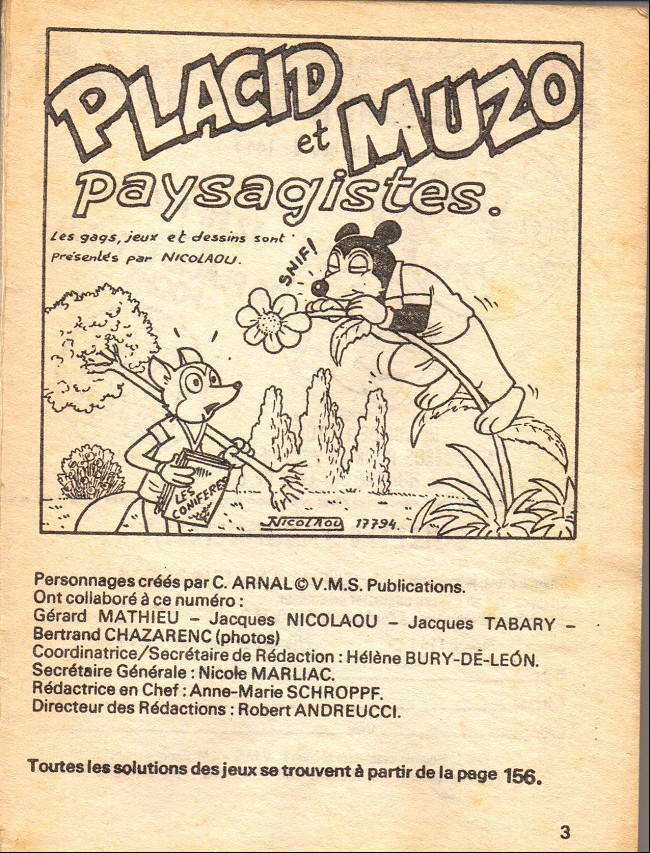 PLACID
et MUZO
paysagistes.
Les gags, jeux et dessins sont
présentés par NICOLAOU.
SNIF!
LES
CONIFERES
NICOLAOU 17794.
Personnages créés par C. ARNAL © V.M.S. Publications.
Ont collaboré à ce numéro :
Gérard MATHIEU – Jacques NICOLAOU – Jacques TABARY –
Bertrand CHAZARENC (photos)
Coordinatrice/Secrétaire de Rédaction : Hélène BURY-DE-LEÓN.
Secrétaire Générale : Nicole MARLIAC.
Rédactrice en Chef : Anne-Marie SCHROPPF.
Directeur des Rédactions : Robert ANDREUCCI.
Toutes les solutions des jeux se trouvent à partir de la page 156.
3